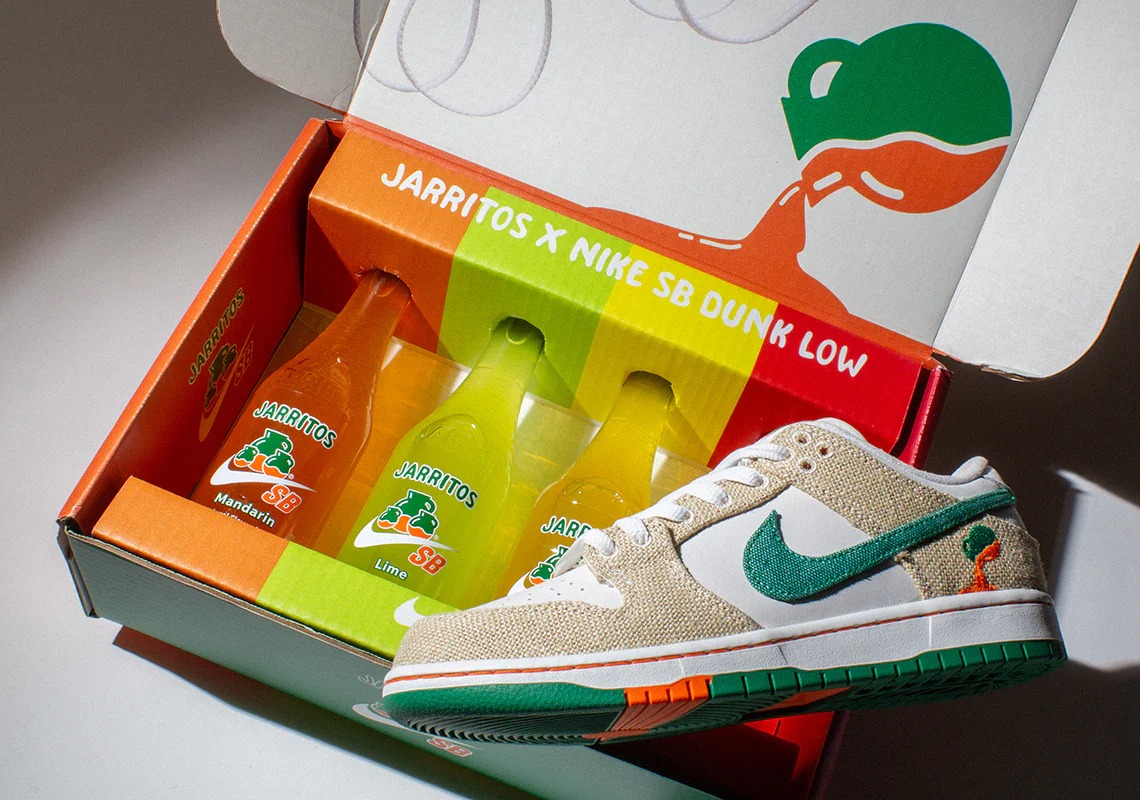 JARRITOS X NIKE SB DUNK LOW
JARRITOS
SB
JARRITOS
SB
Mandarin
JARRITOS
SB
Lime
SB